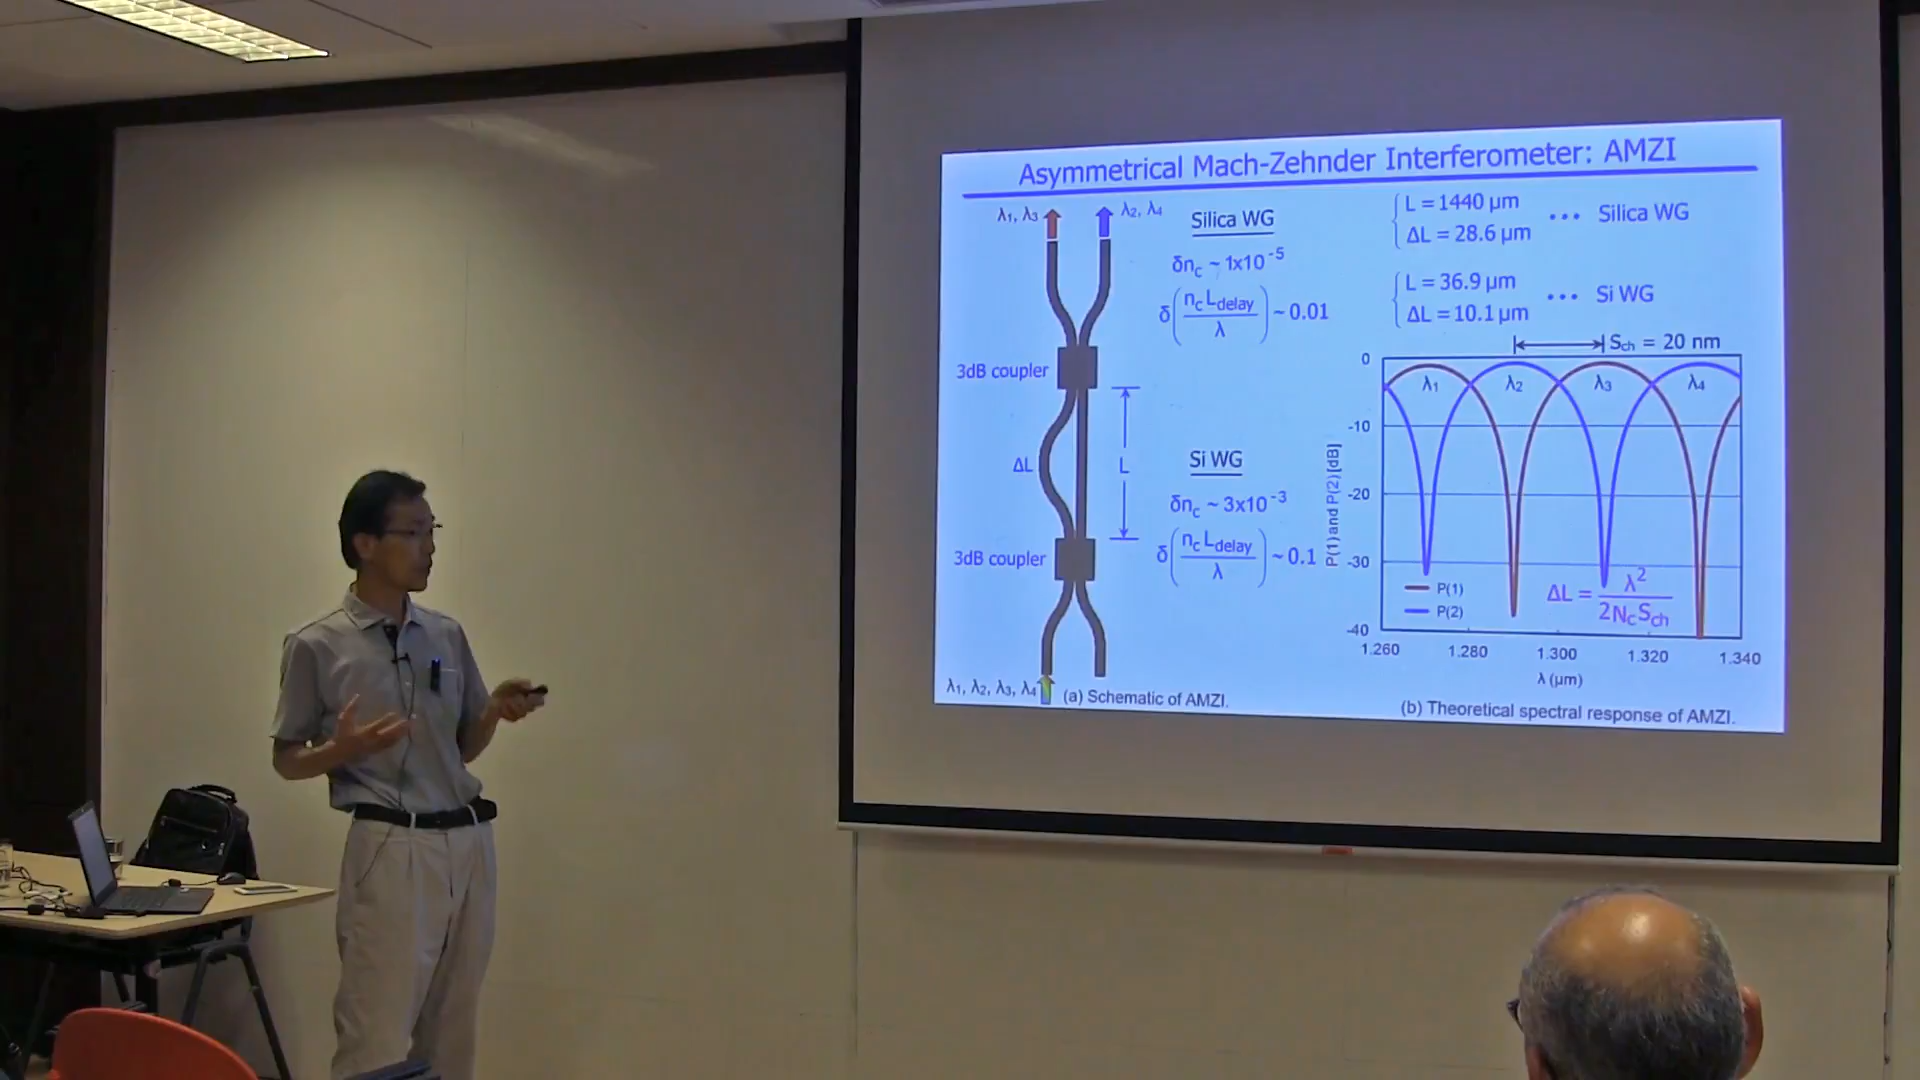 Asymmetrical Mach-Zehnder Interferometer: AMZI
λ1, λ3
λ2, λ4
3dB coupler
ΔL
L
3dB coupler
λ1, λ2, λ3, λ4
(a) Schematic of AMZI.
Silica WG
δnc ~ 1x10-5
δ(nc Ldelay / λ) ~ 0.01
Si WG
δnc ~ 3x10-3
δ(nc Ldelay / λ) ~ 0.1
L = 1440 µm
ΔL = 28.6 µm
••• Silica WG
L = 36.9 µm
ΔL = 10.1 µm
••• Si WG
Sch = 20 nm
λ1 λ2 λ3 λ4
P(1) and P(2) [dB]
0
-10
-20
-30
-40
P(1)
P(2)
ΔL = λ2 / 2NcSch
1.260 1.280 1.300 1.320 1.340
λ (µm)
(b) Theoretical spectral response of AMZI.